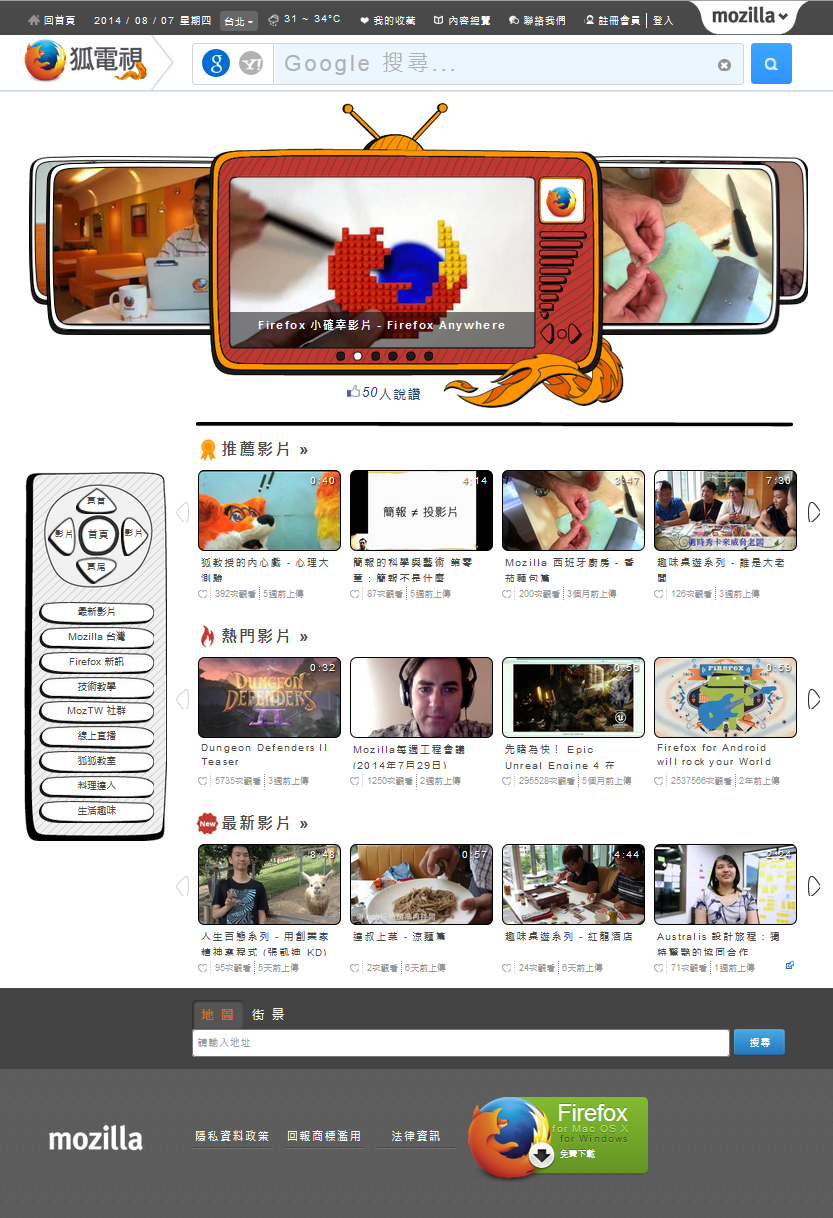 回首頁
2014 / 08 / 07 星期四
台北
31 ~ 34°C
我的收藏
內容總覽
聯絡我們
註冊會員
登入
mozilla
狐電視
Google 搜尋...
Firefox 小確幸影片 - Firefox Anywhere
50人說讚
推薦影片 »
0:40
4:14
簡報 ≠ 投影片
3:47
7:30
狐教授的內心戲 - 心理大測驗
392次觀看
5週前上傳
簡報的科學與藝術 第零章：簡報不是什麼
87次觀看
5週前上傳
Mozilla 西班牙廚房 - 番茄麵包篇
200次觀看
3個月前上傳
趣味桌遊系列 - 誰是大老闆
126次觀看
3週前上傳
頁首
影片
首頁
影片
頁尾
最新影片
Mozilla 台灣
Firefox 新訊
技術教學
MozTW 社群
線上直播
狐狐教室
料理達人
生活趣味
熱門影片 »
0:32
DUNGEON DEFENDERS II
0:56
0:59
FIREFOX
Dungeon Defenders II Teaser
5735次觀看
3週前上傳
Mozilla每週工程會議 (2014年7月29日)
1250次觀看
2週前上傳
先睹為快！ Epic Unreal Engine 4 在
295528次觀看
5個月前上傳
Firefox for Android will rock your World
2537566次觀看
2年前上傳
New
最新影片 »
8:48
0:57
14:44
2:24
人生百態系列 - 用創業家精神寫程式 (張凱迪 KD)
95次觀看
5天前上傳
達叔上菜 - 涼麵篇
2次觀看
6天前上傳
趣味桌遊系列 - 紅龍酒店
24次觀看
6天前上傳
Australis 設計旅程：獨特驚艷的協同合作
71次觀看
1週前上傳
地圖
街景
請輸入地址
搜尋
mozilla
隱私資料政策
回報商標濫用
法律資訊
Firefox
for Mac OS X
for Windows
免費下載